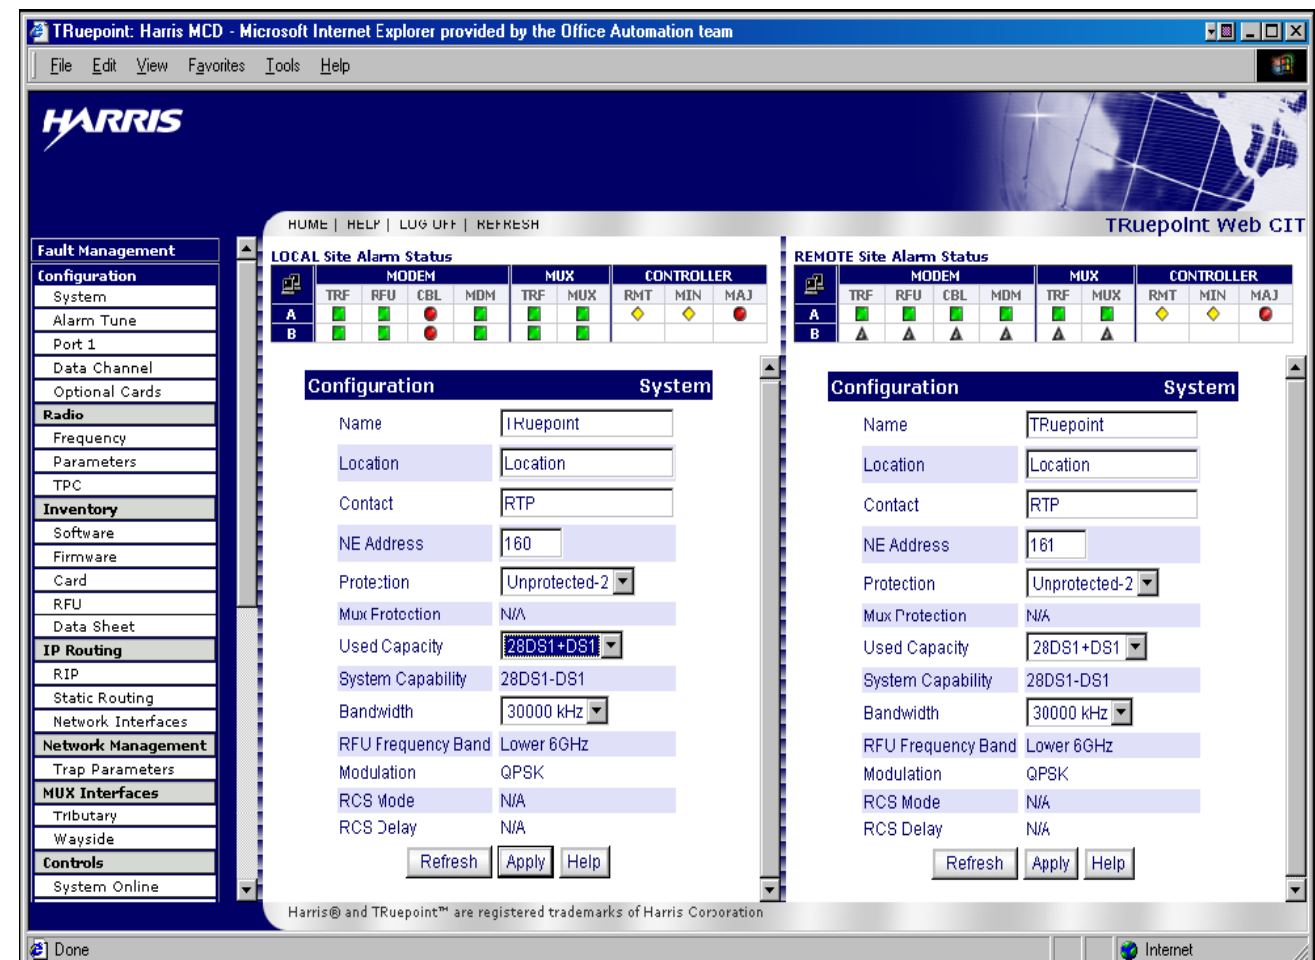 TRuepoint: Harris MCD - Microsoft Internet Explorer provided by the Office Automation team
File Edit View Favorites Tools Help
HARRIS
HOME | HELP | LOG OFF | REFRESH
TRuepoint Web CIT
Fault Management
Configuration
System
Alarm Tune
Port 1
Data Channel
Optional Cards
Radio
Frequency
Parameters
TPC
Inventory
Software
Firmware
Card
RFU
Data Sheet
IP Routing
RIP
Static Routing
Network Interfaces
Network Management
Trap Parameters
MUX Interfaces
Tributary
Wayside
Controls
System Online
LOCAL Site Alarm Status
MODEM MUX CONTROLLER
TRF RFU CBL MDM TRF MUX RMT MIN MAJ
A
B
Configuration System
Name TRuepoint
Location Location
Contact RTP
NE Address 160
Protection Unprotected-2
Mux Protection N/A
Used Capacity 28DS1+DS1
System Capability 28DS1-DS1
Bandwidth 30000 kHz
RFU Frequency Band Lower 6GHz
Modulation QPSK
RCS Mode N/A
RCS Delay N/A
Refresh Apply Help
REMOTE Site Alarm Status
MODEM MUX CONTROLLER
TRF RFU CBL MDM TRF MUX RMT MIN MAJ
A
B
Configuration System
Name TRuepoint
Location Location
Contact RTP
NE Address 161
Protection Unprotected-2
Mux Protection N/A
Used Capacity 28DS1+DS1
System Capability 28DS1-DS1
Bandwidth 30000 kHz
RFU Frequency Band Lower 6GHz
Modulation QPSK
RCS Mode N/A
RCS Delay N/A
Refresh Apply Help
Harris® and TRuepoint™ are registered trademarks of Harris Corporation
Done
Internet